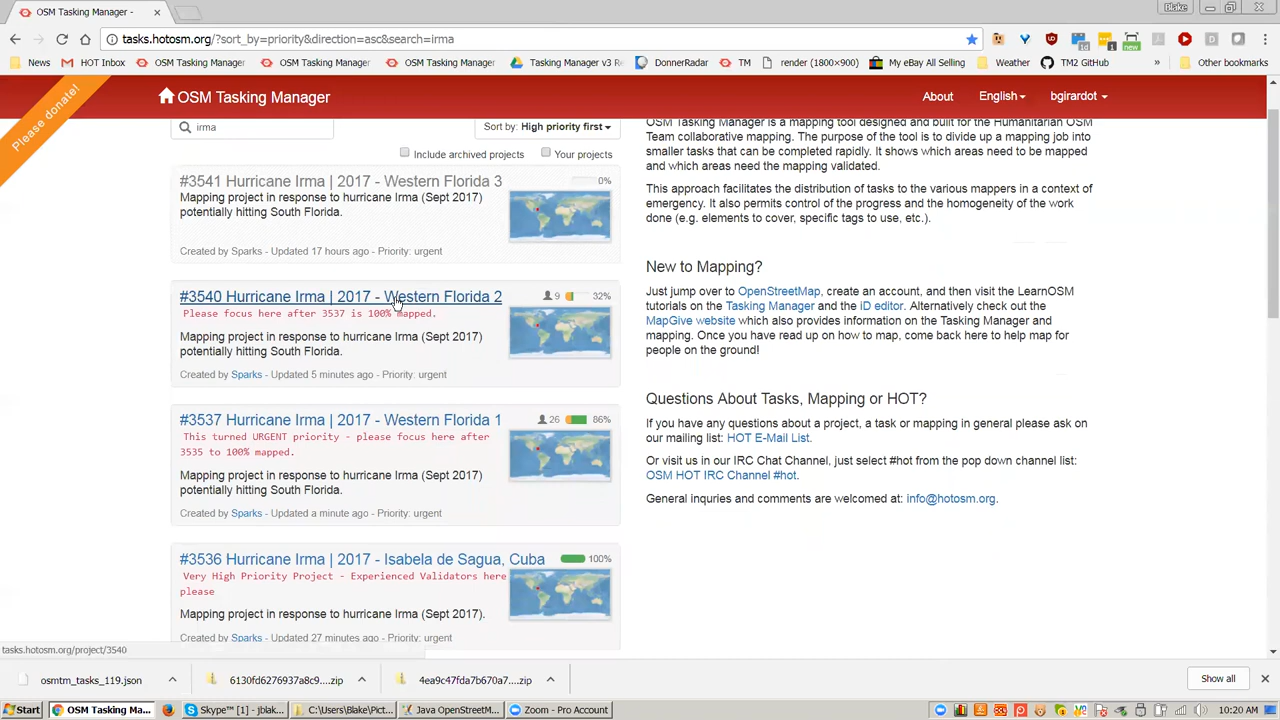 OSM Tasking Manager -
Blake
tasks.hotosm.org/?sort_by=priority&direction=asc&search=irma
News
HOT Inbox
OSM Tasking Manager
OSM Tasking Manager
OSM Tasking Manager
Tasking Manager v3 Re
DonnerRadar
TM
render (1800×900)
My eBay All Selling
Weather
TM2 GitHub
»
Other bookmarks
Please donate!
OSM Tasking Manager
About
English
bgirardot
irma
Sort by: High priority first
Include archived projects
Your projects
#3541 Hurricane Irma | 2017 - Western Florida 3
0%
Mapping project in response to hurricane Irma (Sept 2017)
potentially hitting South Florida.
Created by Sparks - Updated 17 hours ago - Priority: urgent
#3540 Hurricane Irma | 2017 - Western Florida 2
9
32%
Please focus here after 3537 is 100% mapped.
Mapping project in response to hurricane Irma (Sept 2017)
potentially hitting South Florida.
Created by Sparks - Updated 5 minutes ago - Priority: urgent
#3537 Hurricane Irma | 2017 - Western Florida 1
26
86%
This turned URGENT priority - please focus here after
3535 to 100% mapped.
Mapping project in response to hurricane Irma (Sept 2017)
potentially hitting South Florida.
Created by Sparks - Updated a minute ago - Priority: urgent
#3536 Hurricane Irma | 2017 - Isabela de Sagua, Cuba
100%
Very High Priority Project - Experienced Validators here
please
Mapping project in response to hurricane Irma (Sept 2017).
Created by Sparks - Updated 27 minutes ago - Priority: urgent
OSM Tasking Manager is a mapping tool designed and built for the Humanitarian OSM
Team collaborative mapping. The purpose of the tool is to divide up a mapping job into
smaller tasks that can be completed rapidly. It shows which areas need to be mapped
and which areas need the mapping validated.
This approach facilitates the distribution of tasks to the various mappers in a context of
emergency. It also permits control of the progress and the homogeneity of the work
done (e.g. elements to cover, specific tags to use, etc.).
New to Mapping?
Just jump over to OpenStreetMap, create an account, and then visit the LearnOSM
tutorials on the Tasking Manager and the iD editor. Alternatively check out the
MapGive website which also provides information on the Tasking Manager and
mapping. Once you have read up on how to map, come back here to help map for
people on the ground!
Questions About Tasks, Mapping or HOT?
If you have any questions about a project, a task or mapping in general please ask on
our mailing list: HOT E-Mail List.
Or visit us in our IRC Chat Channel, just select #hot from the pop down channel list:
OSM HOT IRC Channel #hot.
General inquries and comments are welcomed at: info@hotosm.org.
tasks.hotosm.org/project/3540
osmtm_tasks_119.json
6130fd6276937a8c9....zip
4ea9c47fda7b670a7....zip
Show all
Start
OSM Tasking Ma...
Skype™ [1] - jblak...
C:\Users\Blake\Pict...
Java OpenStreetM...
Zoom - Pro Account
10:20 AM